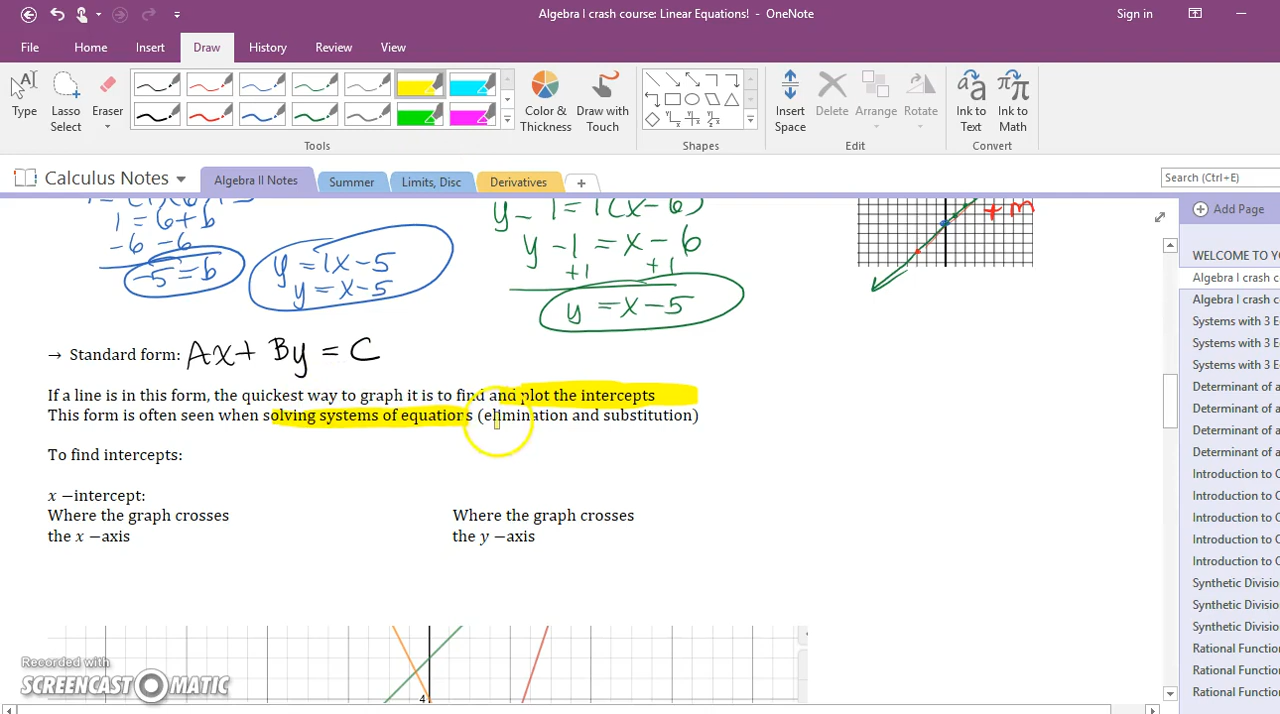 Algebra I crash course: Linear Equations! - OneNote
Sign in
File Home Insert Draw History Review View
Type
Lasso Select
Eraser
Color & Thickness
Draw with Touch
Insert Space
Delete
Arrange
Rotate
Ink to Text
Ink to Math
Tools
Shapes
Edit
Convert
Calculus Notes
Algebra II Notes
Summer
Limits, Disc
Derivatives
Search (Ctrl+E)
Add Page
1 = 6 + b
-6 -6
-5 = b
y = 1x - 5
y = x - 5
y - 1 = 1(x - 6)
y - 1 = x - 6
+1 +1
y = x - 5
+ m
→ Standard form: Ax + By = C
If a line is in this form, the quickest way to graph it is to find and plot the intercepts
This form is often seen when solving systems of equations (elimination and substitution)
To find intercepts:
x −intercept:
Where the graph crosses
the x −axis
Where the graph crosses
the y −axis
4
WELCOME TO YO
Algebra I crash c
Algebra I crash c
Systems with 3 E
Systems with 3 E
Systems with 3 E
Determinant of a
Determinant of a
Determinant of a
Introduction to C
Introduction to C
Introduction to C
Introduction to C
Introduction to C
Synthetic Divisio
Synthetic Divisio
Synthetic Divisio
Rational Function
Rational Function
Rational Function
Recorded with
SCREENCAST MATIC